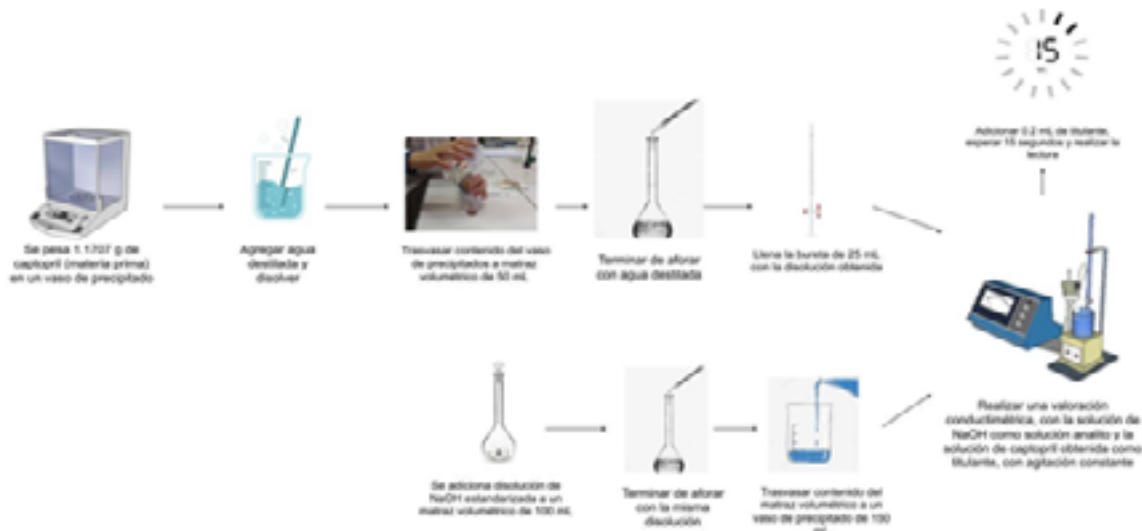 15
Adicionar 0.2 mL de titulante,
esperar 15 segundos y realizar la
lectura
Se pesa 1.1707 g de
captopril (materia prima)
en un vaso de precipitado
Agregar agua
destilada y
disolver
Trasvasar contenido del vaso
de precipitados a matraz
volumétrico de 50 mL
Terminar de aforar
con agua destilada
Llena la bureta de 25 mL
con la disolución obtenida
Realizar una valoración
conductimétrica, con la solución de
NaOH como solución analito y la
solución de captopril obtenida como
titulante, con agitación constante
Se adiciona disolución de
NaOH estandarizada a un
matraz volumétrico de 100 mL
Terminar de aforar
con la misma
disolución
Trasvasar contenido del
matraz volumétrico a un
vaso de precipitado de 150
mL